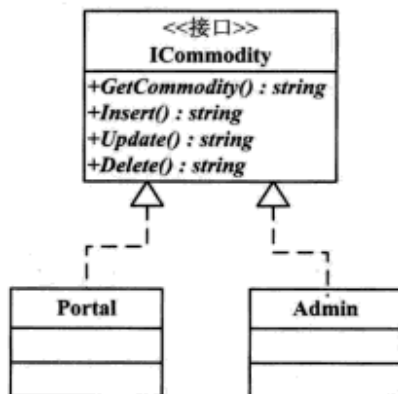 <<接口>>
ICommodity
+GetCommodity() : string
+Insert() : string
+Update() : string
+Delete() : string
Portal
Admin